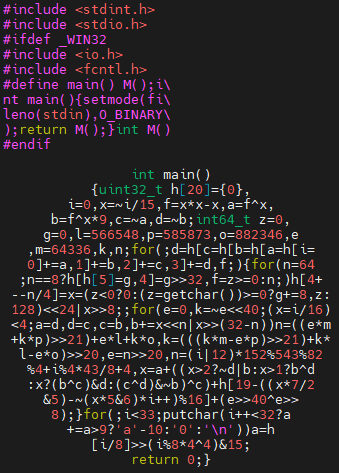 #include <stdint.h>
#include <stdio.h>
#ifdef _WIN32
#include <io.h>
#include <fcntl.h>
#define main() M();i\
nt main(){setmode(fi\
leno(stdin),O_BINARY\
);return M();}int M()
#endif
int main()
{uint32_t h[20]={0},
i=0,x=~i/15,f=x*x-x,a=f^x,
b=f^x*9,c=~a,d=~b;int64_t z=0,
g=0,l=566548,p=585873,o=882346,e
,m=64336,k,n;for(;d=h[c=h[b=h[a=h[i=
0]+=a,1]+=b,2]+=c,3]+=d,f;){for(n=64
;n==8?h[h[5]=g,4]=g>>32,f=z>=0:n;)h[4+
--n/4]=x=(z<0?0:(z=getchar())>=0?g+=8,z:
128)<<24|x>>8;;for(e=0,k=~e<<40;(x=i/16)
<4;a=d,d=c,c=b,b+=x<<n|x>>(32-n))n=((e*m
+k*p)>>21)+e*l+k*o,k=(((k*m-e*p)>>21)+k*
l-e*o)>>20,e=n>>20,n=(i|12)*152%543%82
%4+i%4*43/8+4,x=a+((x>2?~d|b:x>1?b^d
:x?(b^c)&d:(c^d)&~b)^c)+h[19-((x*7/2
&5)-~(x*5&6)*i++)%16]+(e>>40^e>>
8);}for(;i<33;putchar(i++<32?a
+=a>9?'a'-10:'0':'\n'))a=h
[i/8]>>(i%8*4^4)&15;
return 0;}